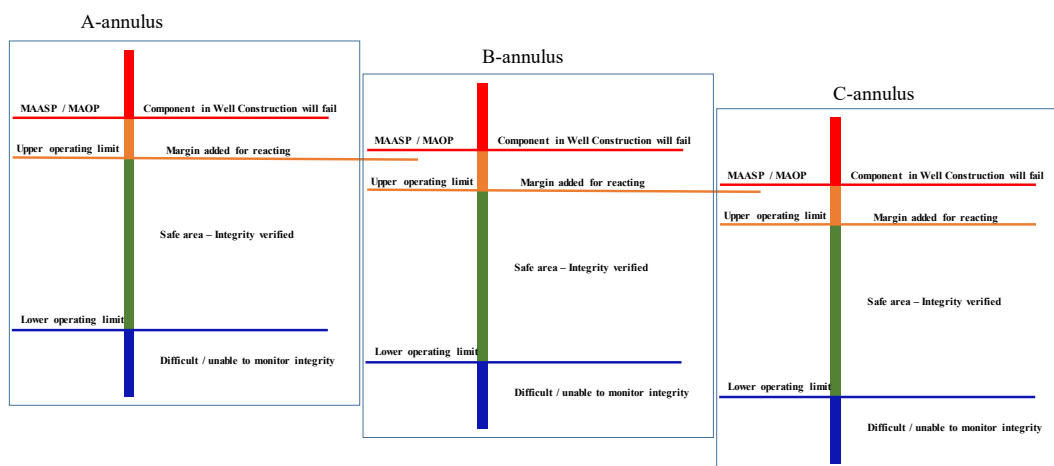 A-annulus
MAASP / MAOP
Component in Well Construction will fail
Upper operating limit
Margin added for reacting
Safe area – Integrity verified
Lower operating limit
Difficult / unable to monitor integrity
B-annulus
MAASP / MAOP
Component in Well Construction will fail
Upper operating limit
Margin added for reacting
Safe area – Integrity verified
Lower operating limit
Difficult / unable to monitor integrity
C-annulus
MAASP / MAOP
Component in Well Construction will fail
Upper operating limit
Margin added for reacting
Safe area – Integrity verified
Lower operating limit
Difficult / unable to monitor integrity